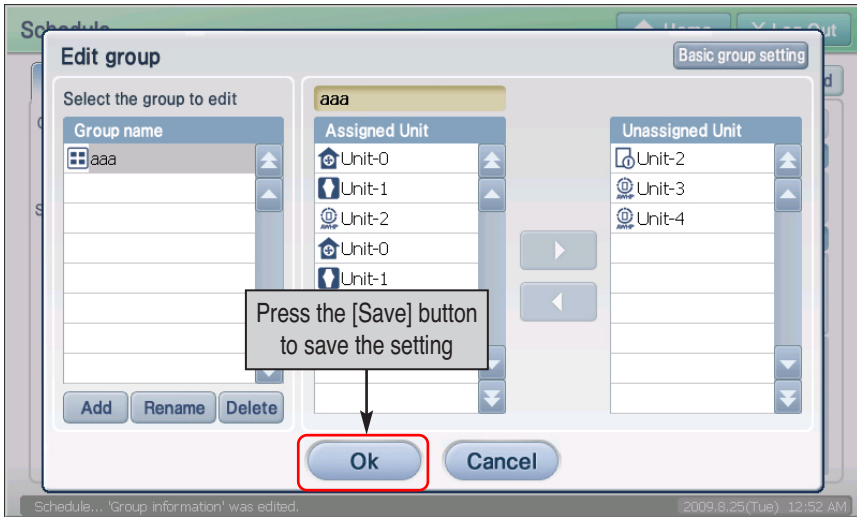 Schedule
Home
X Log Out
Edit group
Basic group setting
Select the group to edit
Group name
aaa
Add
Rename
Delete
aaa
Assigned Unit
Unit-0
Unit-1
Unit-2
Unit-0
Unit-1
Unassigned Unit
Unit-2
Unit-3
Unit-4
Press the [Save] button
to save the setting
Ok
Cancel
Schedule... 'Group information' was edited.
2009.8.25(Tue) 12:52 AM